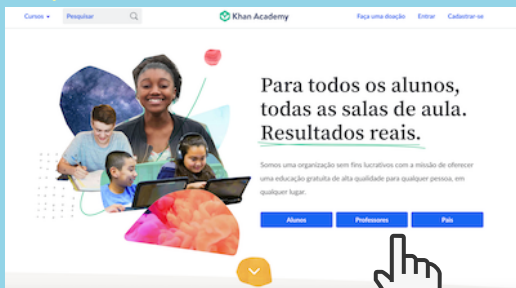 Cursos
Pesquisar
Khan Academy
Faça uma doação
Entrar
Cadastrar-se
Para todos os alunos,
todas as salas de aula.
Resultados reais.
Somos uma organização sem fins lucrativos com a missão de oferecer
uma educação gratuita de alta qualidade para qualquer pessoa, em
qualquer lugar.
Alunos
Professores
Pais